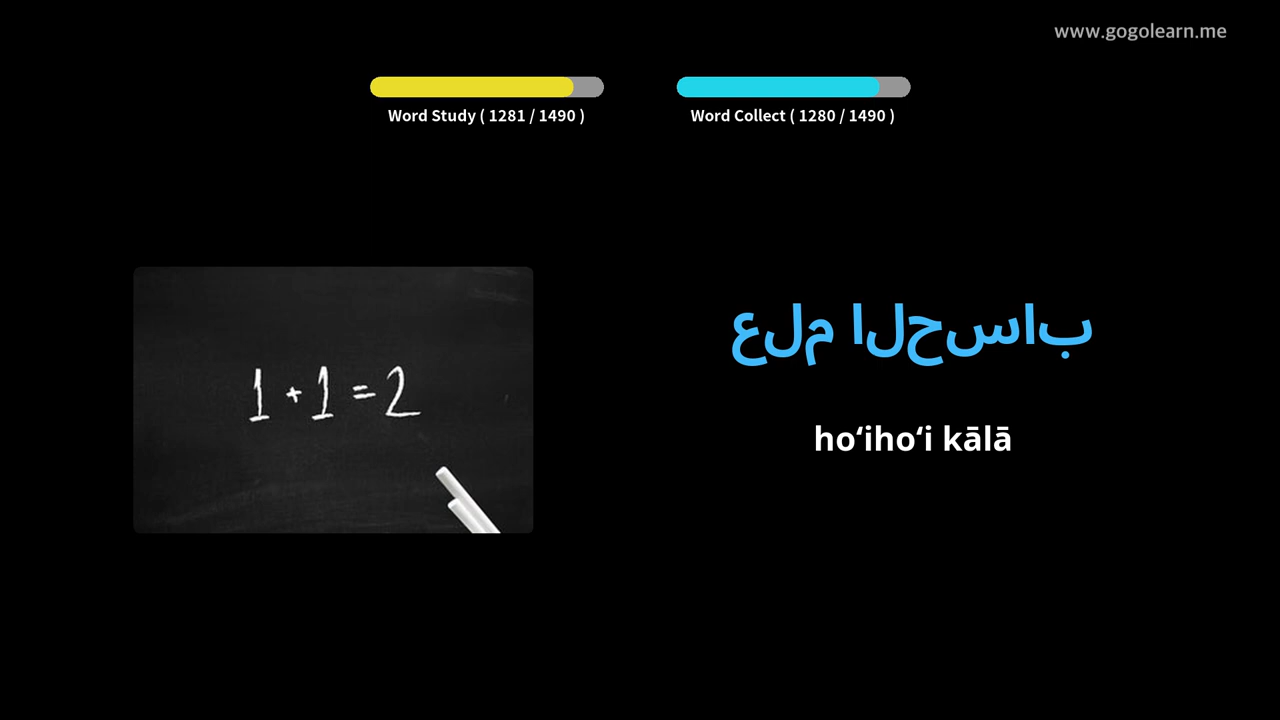 www.gogolearn.me
Word Study ( 1281 / 1490 )
Word Collect ( 1280 / 1490 )
1 + 1 = 2
علم الحساب
hoʻihoʻi kālā